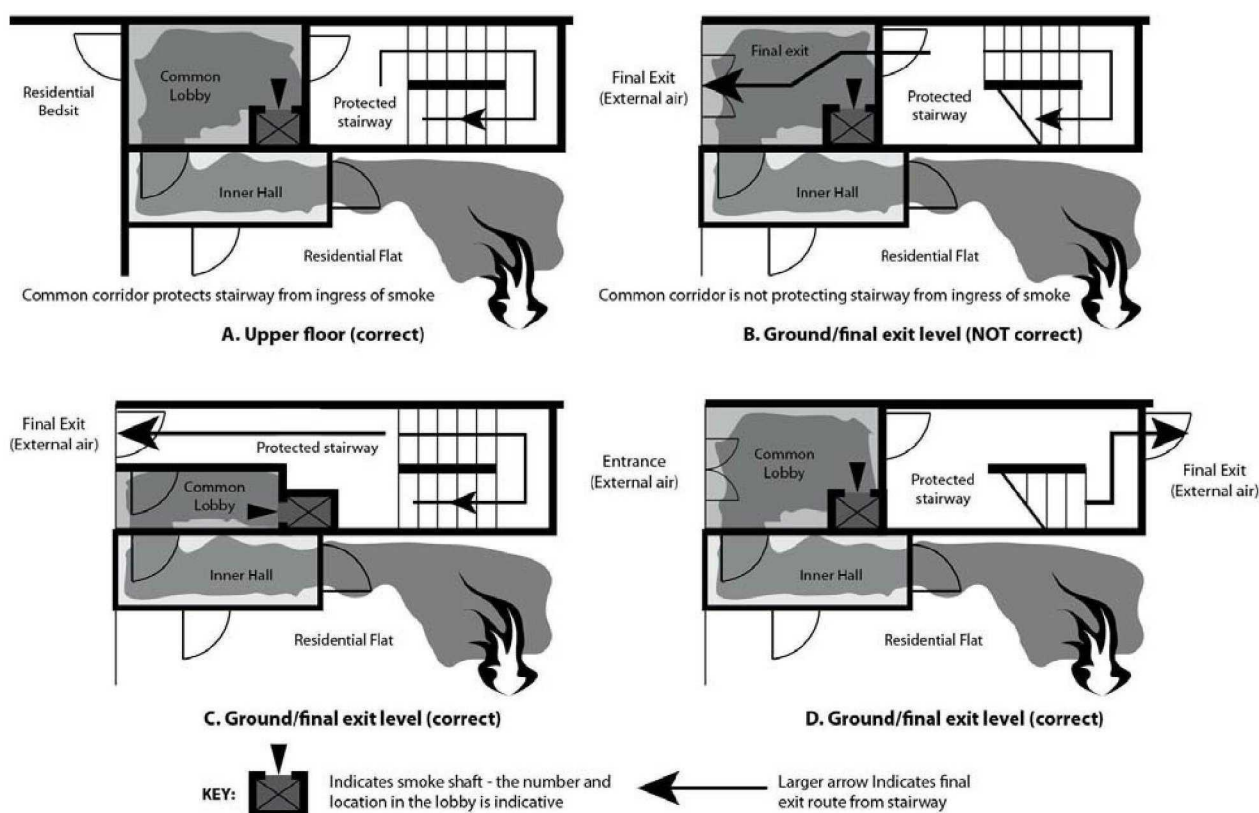 Residential
Bedsit
Common
Lobby
Protected
stairway
Inner Hall
Residential Flat
Common corridor protects stairway from ingress of smoke
A. Upper floor (correct)
Final Exit
(External air)
Final exit
Protected
stairway
Inner Hall
Residential Flat
Common corridor is not protecting stairway from ingress of smoke
B. Ground/final exit level (NOT correct)
Final Exit
(External air)
Protected stairway
Common
Lobby
Inner Hall
Residential Flat
C. Ground/final exit level (correct)
Entrance
(External air)
Common
Lobby
Protected
stairway
Final Exit
(External air)
Inner Hall
Residential Flat
D. Ground/final exit level (correct)
KEY:
Indicates smoke shaft - the number and
location in the lobby is indicative
Larger arrow Indicates final
exit route from stairway